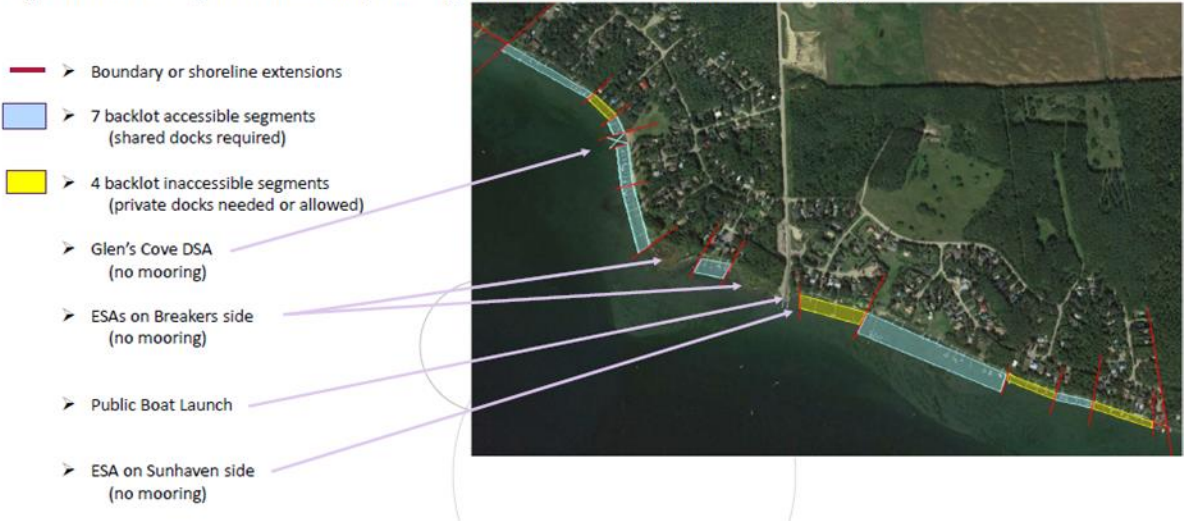 Boundary or shoreline extensions
7 backlot accessible segments
(shared docks required)
4 backlot inaccessible segments
(private docks needed or allowed)
Glen's Cove DSA
(no mooring)
ESAs on Breakers side
(no mooring)
Public Boat Launch
ESA on Sunhaven side
(no mooring)